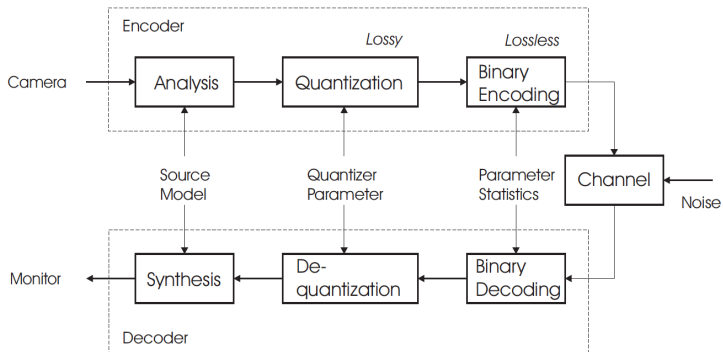 Encoder
Lossy
Lossless
Camera
Analysis
Quantization
Binary
Encoding
Source
Model
Quantizer
Parameter
Parameter
Statistics
Channel
Noise
Monitor
Synthesis
De-
quantization
Binary
Decoding
Decoder